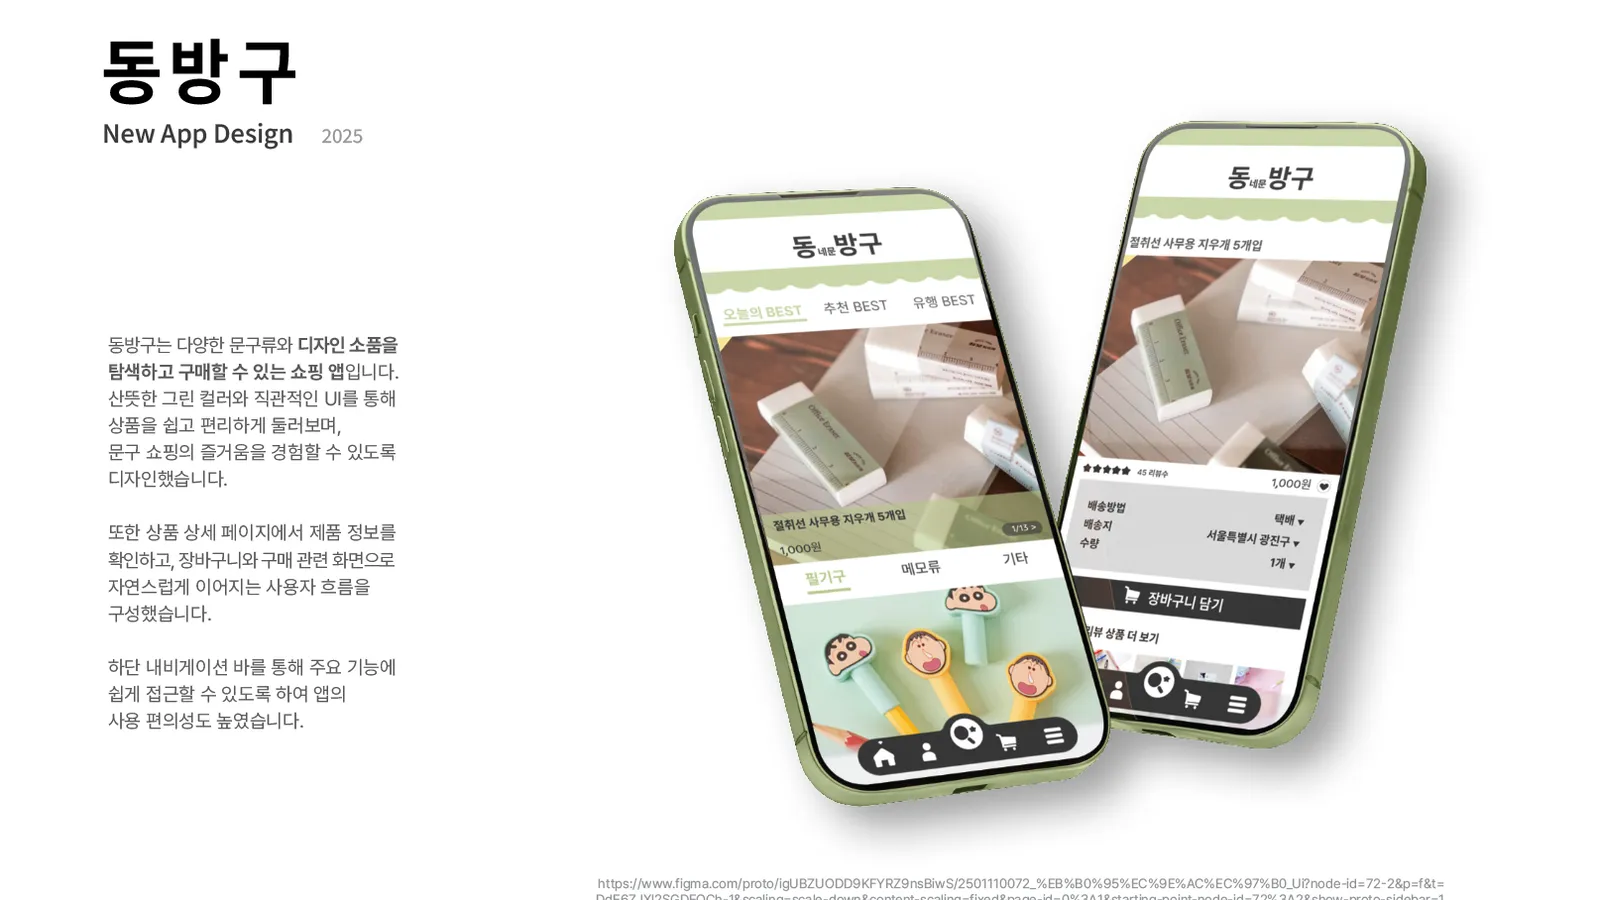 동방구
New App Design 2025
동방구는 다양한 문구류와 디자인 소품을
탐색하고 구매할 수 있는 쇼핑 앱입니다.
산뜻한 그린 컬러와 직관적인 UI를 통해
상품을 쉽고 편리하게 둘러보며,
문구 쇼핑의 즐거움을 경험할 수 있도록
디자인했습니다.
또한 상품 상세 페이지에서 제품 정보를
확인하고, 장바구니와 구매 관련 화면으로
자연스럽게 이어지는 사용자 흐름을
구성했습니다.
하단 내비게이션 바를 통해 주요 기능에
쉽게 접근할 수 있도록 하여 앱의
사용 편의성도 높였습니다.
동네문방구
오늘의 BEST 추천 BEST 유행 BEST
Office Eraser
절취선 사무용 지우개 5개입
1,000원
1/13 >
필기구 메모류 기타
동네문방구
절취선 사무용 지우개 5개입
Office Eraser
★★★★★ 45 리뷰수
1,000원
배송방법 택배 ▼
배송지 서울특별시 광진구 ▼
수량 1개 ▼
장바구니 담기
리뷰 상품 더 보기
https://www.figma.com/proto/igUBZUODD9KFYRZ9nsBiwS/2501110072_%EB%B0%95%EC%9E%AC%EC%97%B0_Ui?node-id=72-2&p=f&t=